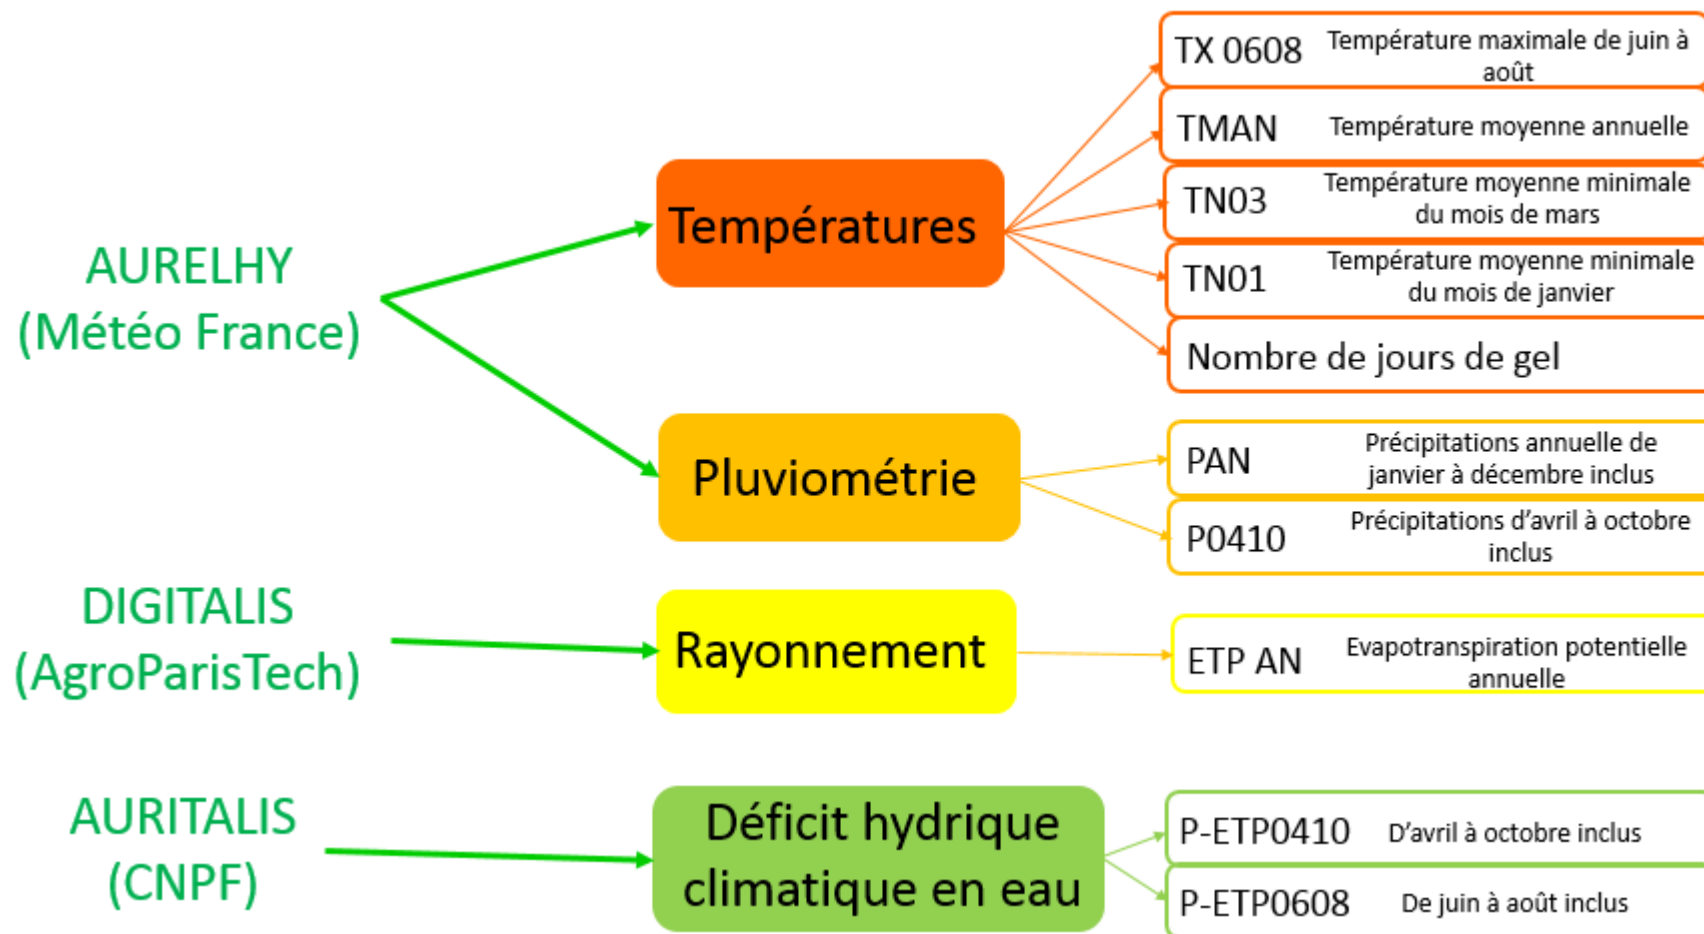 AURELHY
(Météo France)
Températures
TX 0608
Température maximale de juin à
août
TMAN
Température moyenne annuelle
TN03
Température moyenne minimale
du mois de mars
TN01
Température moyenne minimale
du mois de janvier
Nombre de jours de gel
Pluviométrie
PAN
Précipitations annuelle de
janvier à décembre inclus
P0410
Précipitations d’avril à octobre
inclus
DIGITALIS
(AgroParisTech)
Rayonnement
ETP AN
Evapotranspiration potentielle
annuelle
AURITALIS
(CNPF)
Déficit hydrique
climatique en eau
P-ETP0410
D’avril à octobre inclus
P-ETP0608
De juin à août inclus